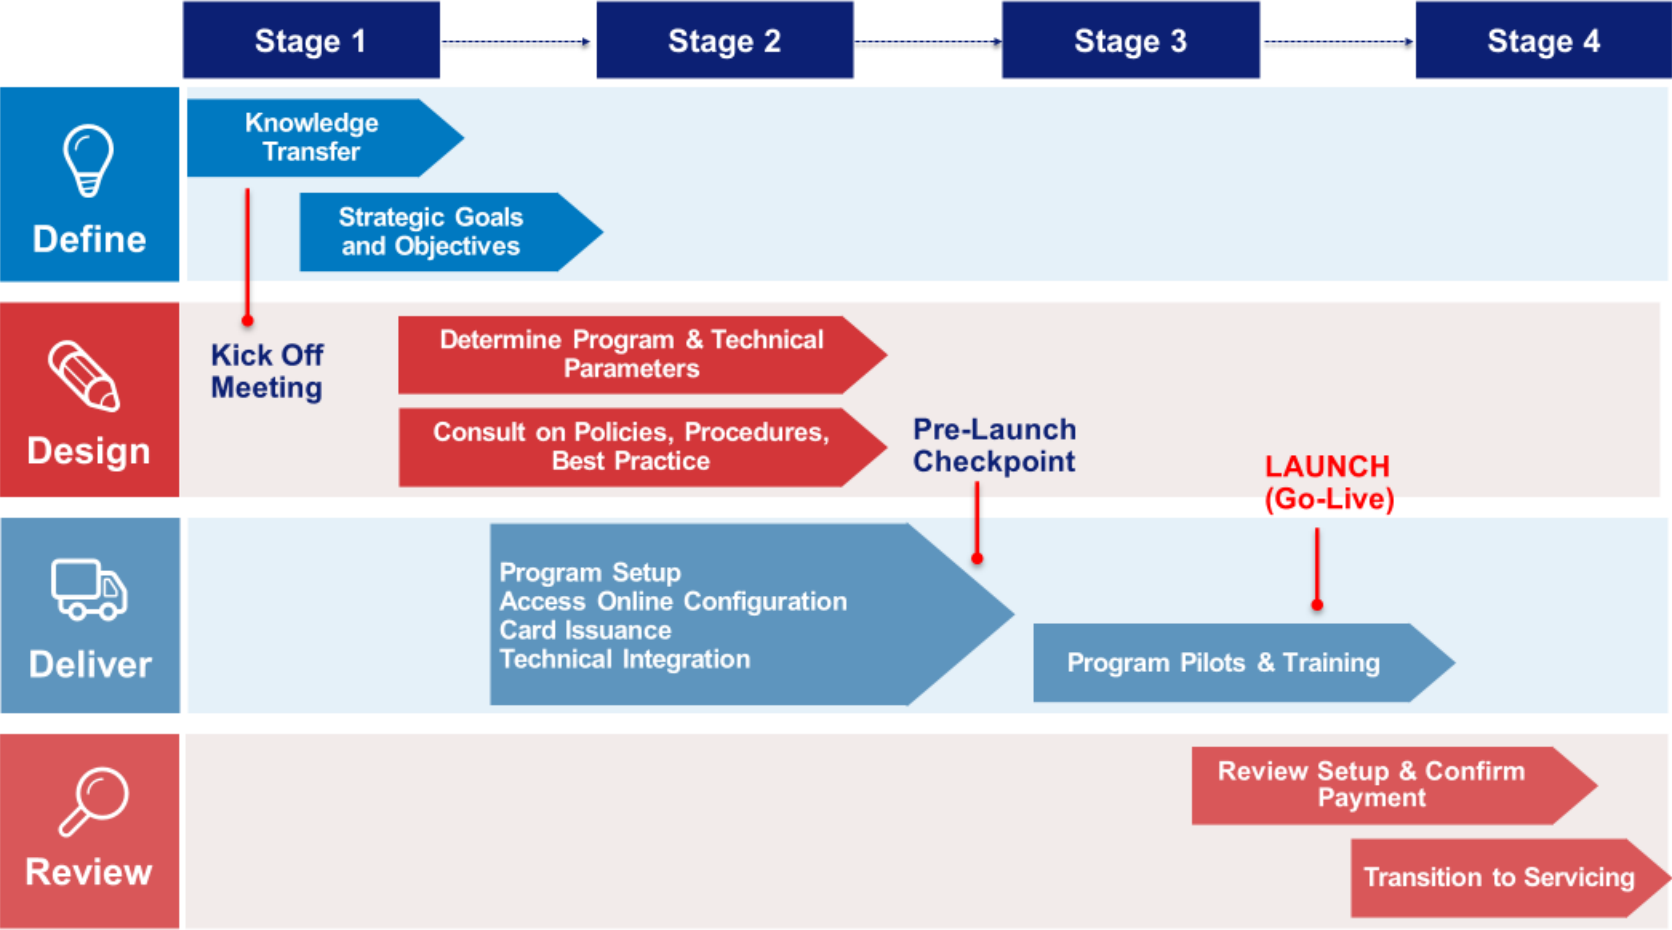 Stage 1
Stage 2
Stage 3
Stage 4
Define
Knowledge
Transfer
Strategic Goals
and Objectives
Design
Kick Off
Meeting
Determine Program & Technical
Parameters
Consult on Policies, Procedures,
Best Practice
Pre-Launch
Checkpoint
LAUNCH
(Go-Live)
Deliver
Program Setup
Access Online Configuration
Card Issuance
Technical Integration
Program Pilots & Training
Review
Review Setup & Confirm
Payment
Transition to Servicing